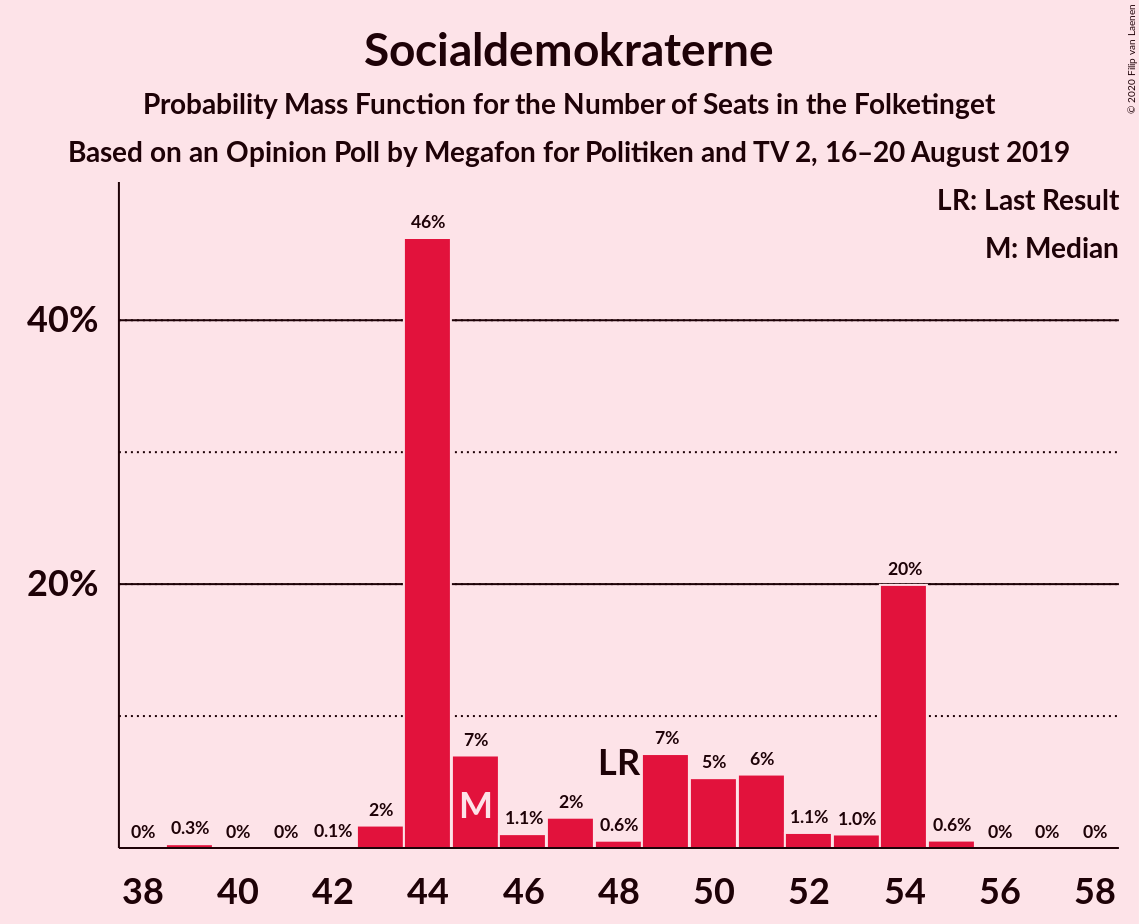 Socialdemokraterne
Probability Mass Function for the Number of Seats in the Folketinget
Based on an Opinion Poll by Megafon for Politiken and TV 2, 16–20 August 2019
© 2020 Filip van Laenen
LR: Last Result
M: Median
46%
40%
20%
20%
7%
7%
6%
5%
LR
2%
2%
M
0%
0.3%
0%
0%
0.1%
1.1%
0.6%
1.1%
1.0%
0.6%
0%
0%
0%
38 40 42 44 46 48 50 52 54 56 58